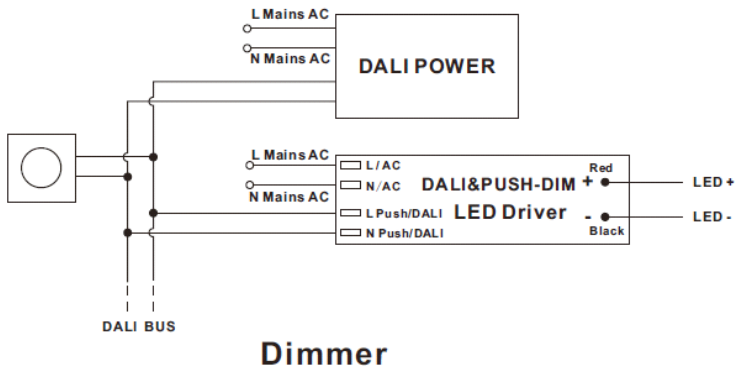 L Mains AC
N Mains AC
DALI POWER
L Mains AC
N Mains AC
L/AC
N/AC
L Push/DALI
N Push/DALI
DALI&PUSH-DIM
LED Driver
Red
+
-
Black
LED +
LED -
DALI BUS
Dimmer